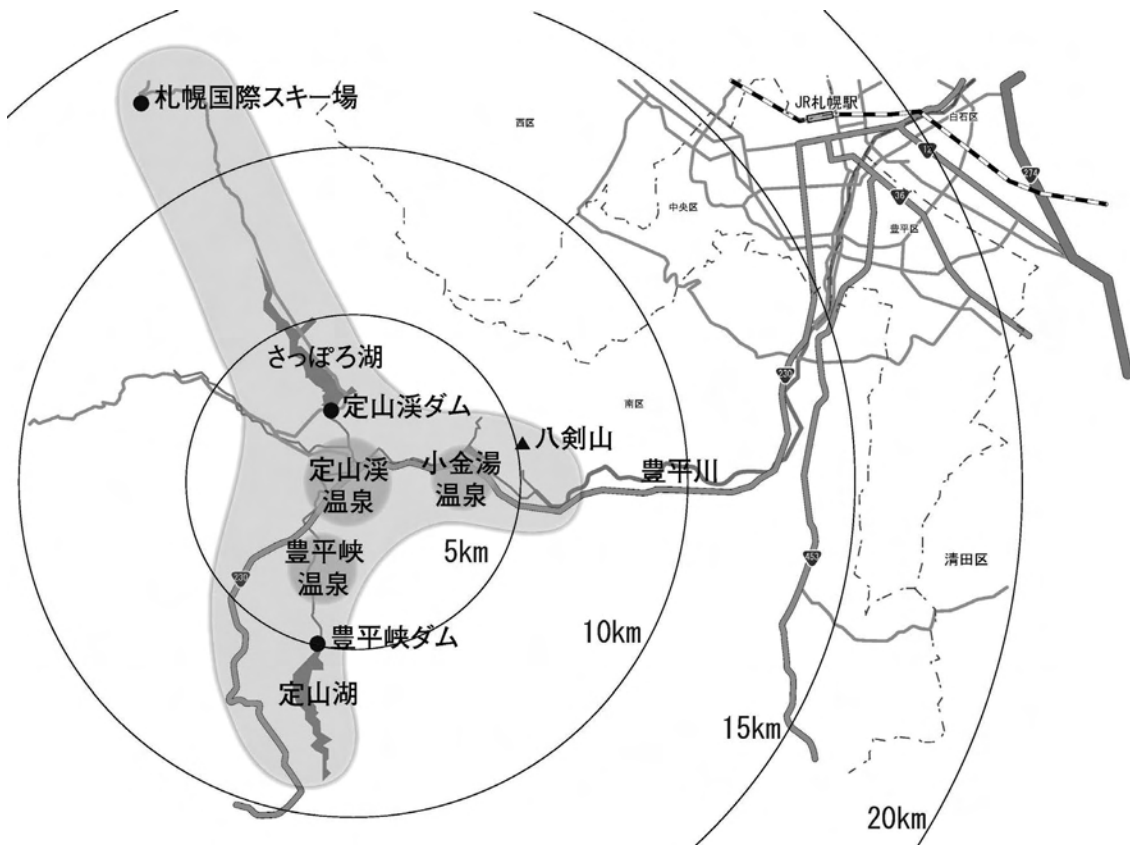 札幌国際スキー場
JR札幌駅
西区
白石区
12
274
36
中央区
豊平区
さっぽろ湖
230
定山渓ダム
南区
八剣山
定山渓
温泉
小金湯
温泉
豊平川
豊平峡
温泉
5km
453
清田区
230
豊平峡ダム
10km
定山湖
15km
20km